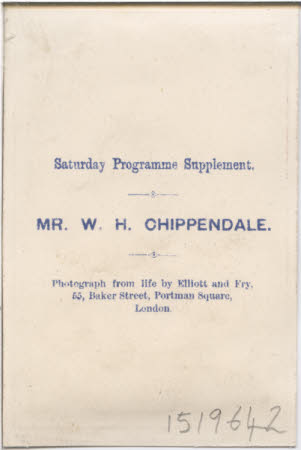 Saturday Programme Supplement.
MR. W. H. CHIPPENDALE.
Photograph from life by Elliott and Fry,
55, Baker Street, Portman Square,
London.
1519642